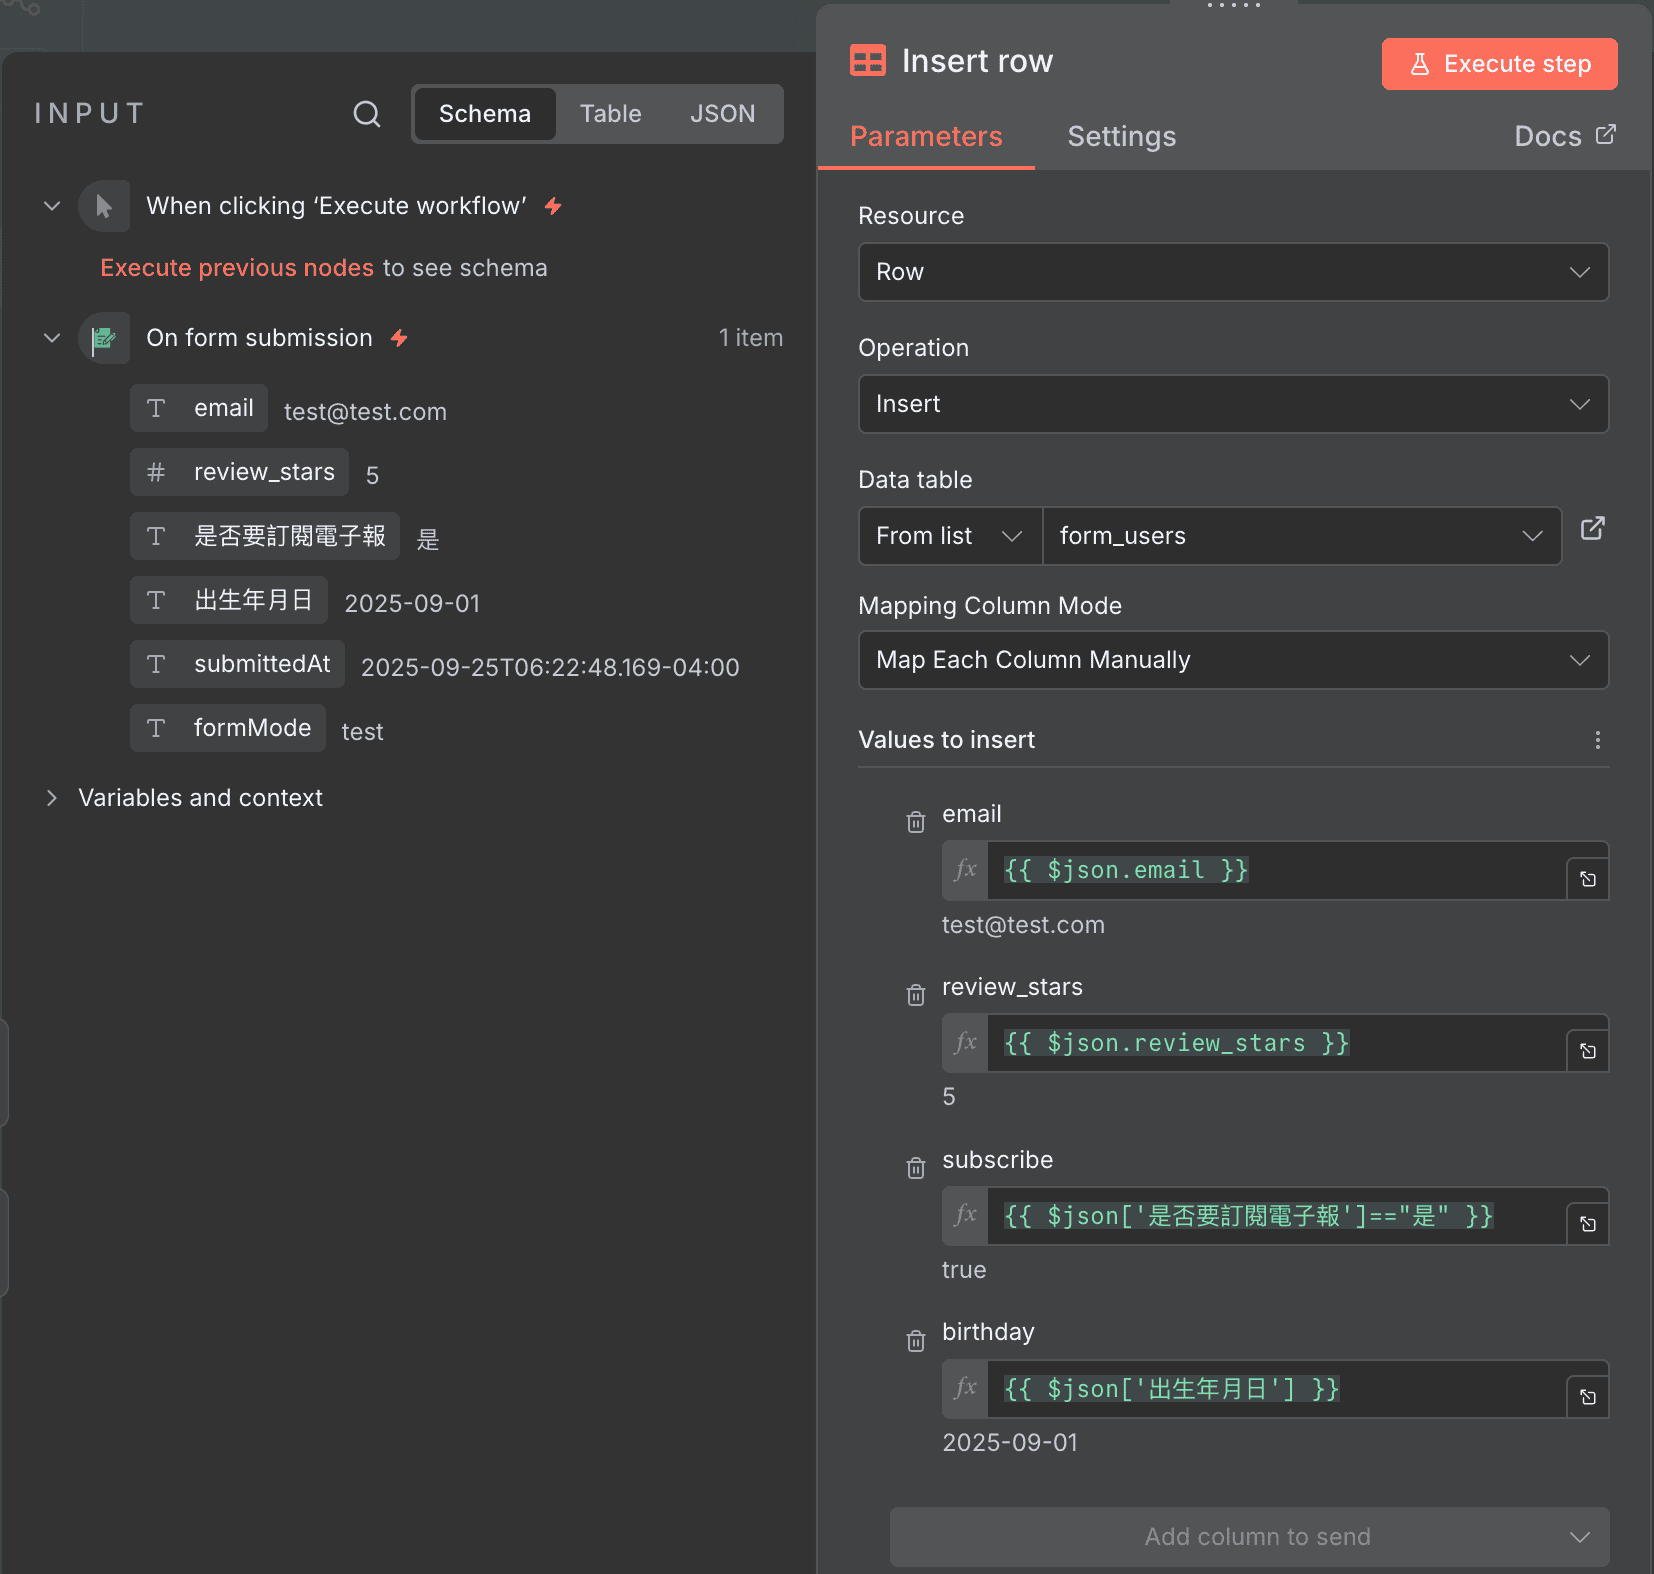 INPUT
Schema
Table
JSON
When clicking ‘Execute workflow’
Execute previous nodes to see schema
On form submission
1 item
T email test@test.com
# review_stars 5
T 是否要訂閱電子報 是
T 出生年月日 2025-09-01
T submittedAt 2025-09-25T06:22:48.169-04:00
T formMode test
Variables and context
Insert row
Execute step
Parameters
Settings
Docs
Resource
Row
Operation
Insert
Data table
From list
form_users
Mapping Column Mode
Map Each Column Manually
Values to insert
email
fx {{ $json.email }}
test@test.com
review_stars
fx {{ $json.review_stars }}
5
subscribe
fx {{ $json['是否要訂閱電子報']=="是" }}
true
birthday
fx {{ $json['出生年月日'] }}
2025-09-01
Add column to send